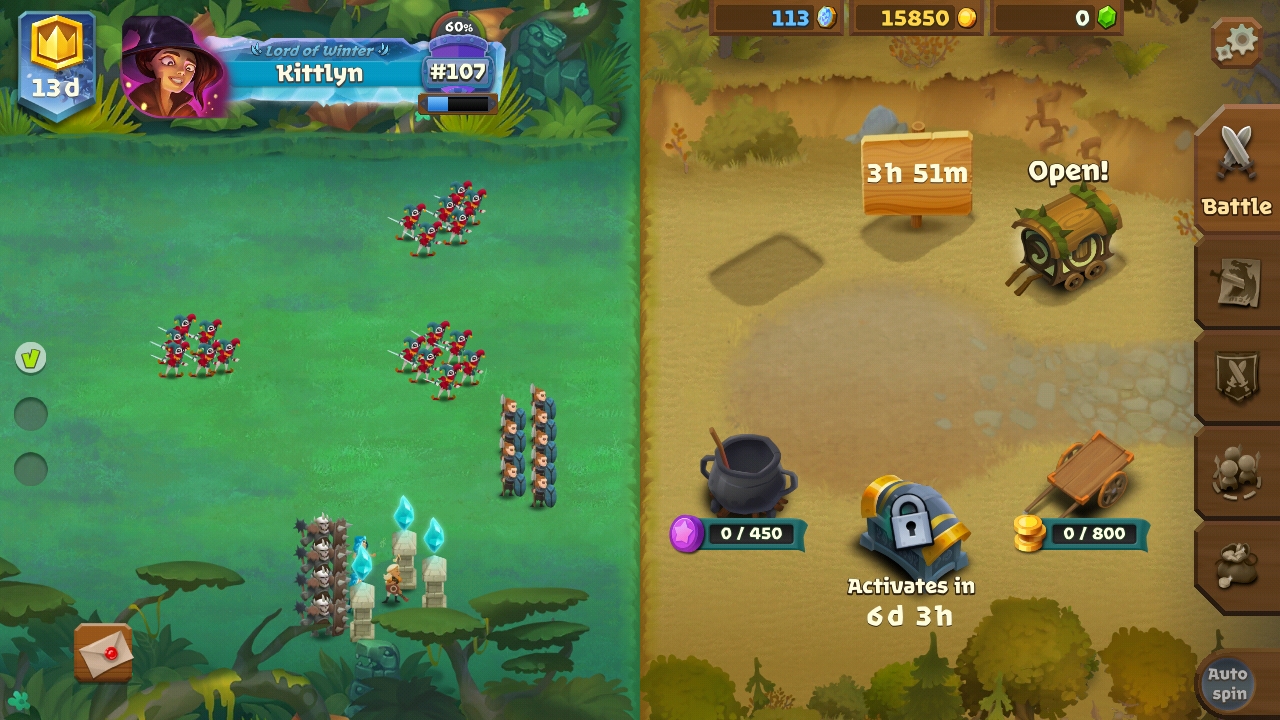 13d
Lord of Winter
Kittlyn
60%
#107
113
15850
0
3h 51m
Open!
Battle
0 / 450
0 / 800
Activates in
6d 3h
Auto
spin